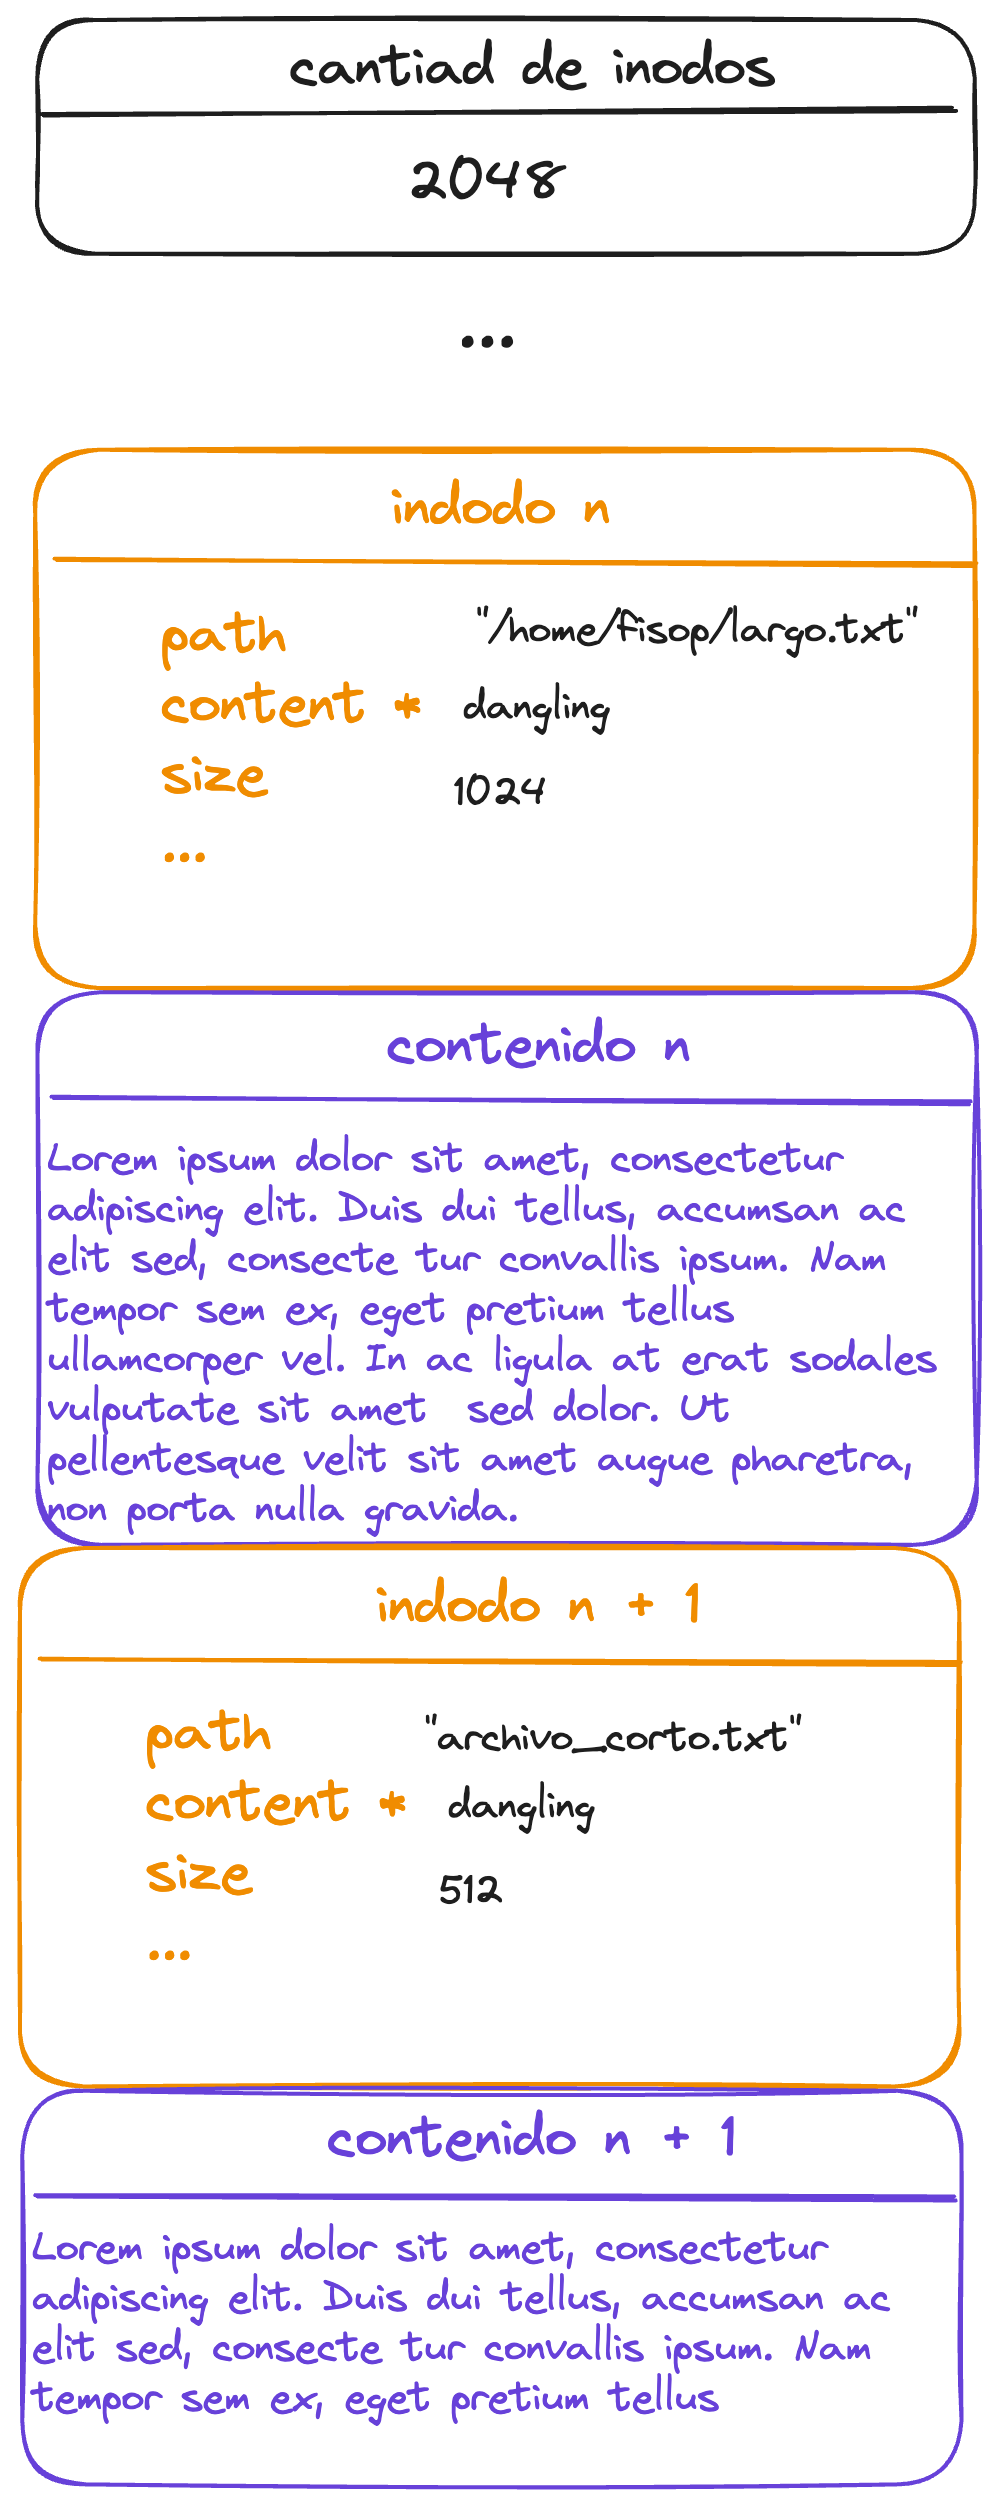 cantiad de inodos
2048
...
indodo n
path "/home/fisop/largo.txt"
content * dangling
size 1024
...
contenido n
Lorem ipsum dolor sit amet, consectetur
adipiscing elit. Duis dui tellus, accumsan ac
elit sed, consecte tur convallis ipsum. Nam
tempor sem ex, eget pretium tellus
ullamcorper vel. In ac ligula at erat sodales
vulputate sit amet sed dolor. Ut
pellentesque velit sit amet augue pharetra,
non porta nulla gravida.
indodo n + 1
path "archivo_corto.txt"
content * dangling
size 512
...
contenido n + 1
Lorem ipsum dolor sit amet, consectetur
adipiscing elit. Duis dui tellus, accumsan ac
elit sed, consecte tur convallis ipsum. Nam
tempor sem ex, eget pretium tellus